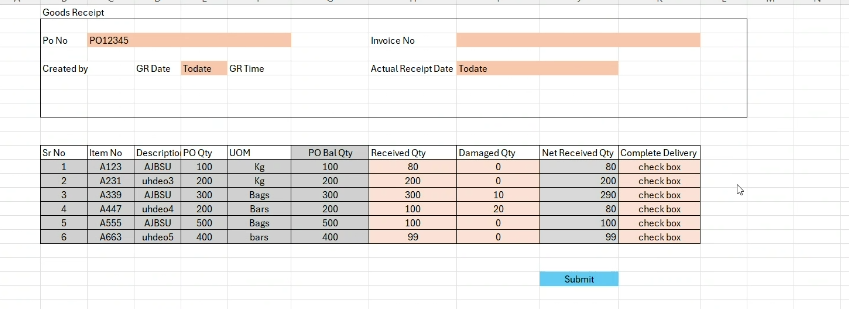 Goods Receipt
Po No PO12345 Invoice No
Created by GR Date Todate GR Time Actual Receipt Date Todate
Sr No Item No Descriptio PO Qty UOM PO Bal Qty Received Qty Damaged Qty Net Received Qty Complete Delivery
1 A123 AJBSU 100 Kg 100 80 0 80 check box
2 A231 uhdeo3 200 Kg 200 200 0 200 check box
3 A339 AJBSU 300 Bags 300 300 10 290 check box
4 A447 uhdeo4 200 Bars 200 100 20 80 check box
5 A555 AJBSU 500 Bags 500 100 0 100 check box
6 A663 uhdeo5 400 bars 400 99 0 99 check box
Submit